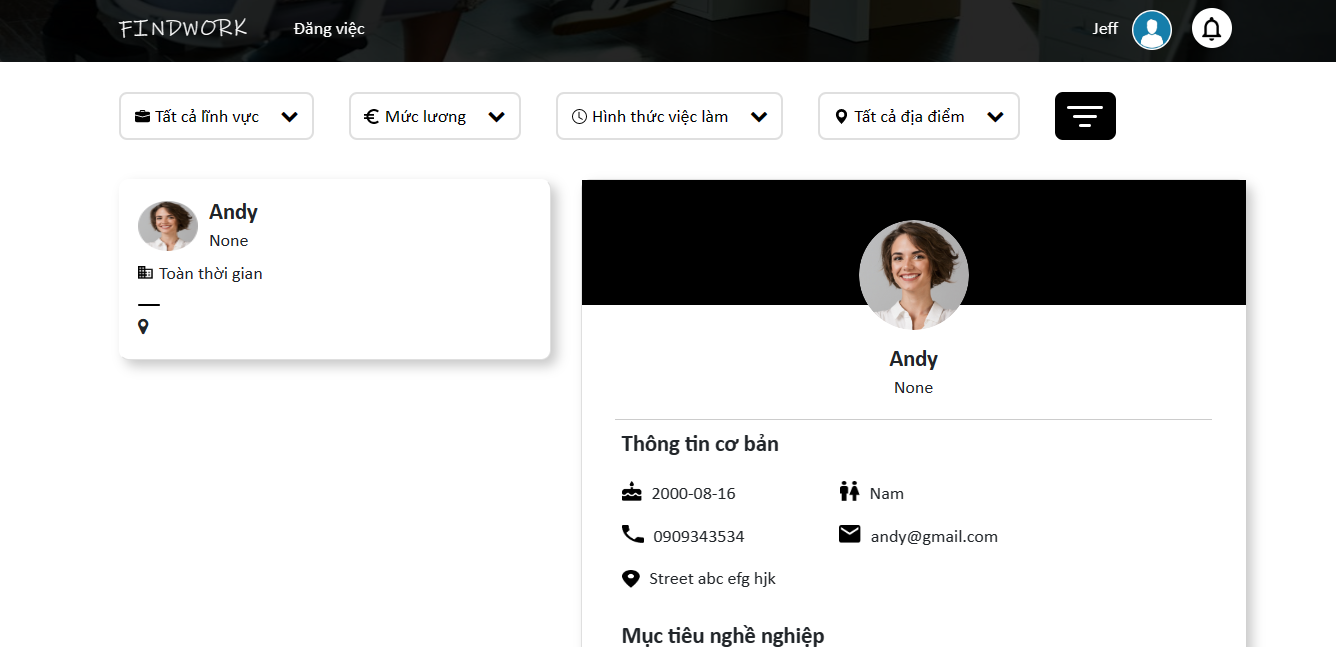 FINDWORK Đăng việc Jeff
Tất cả lĩnh vực Mức lương Hình thức việc làm Tất cả địa điểm
Andy
None
Toàn thời gian
Andy
None
Thông tin cơ bản
2000-08-16 Nam
0909343534 andy@gmail.com
Street abc efg hjk
Mục tiêu nghề nghiệp